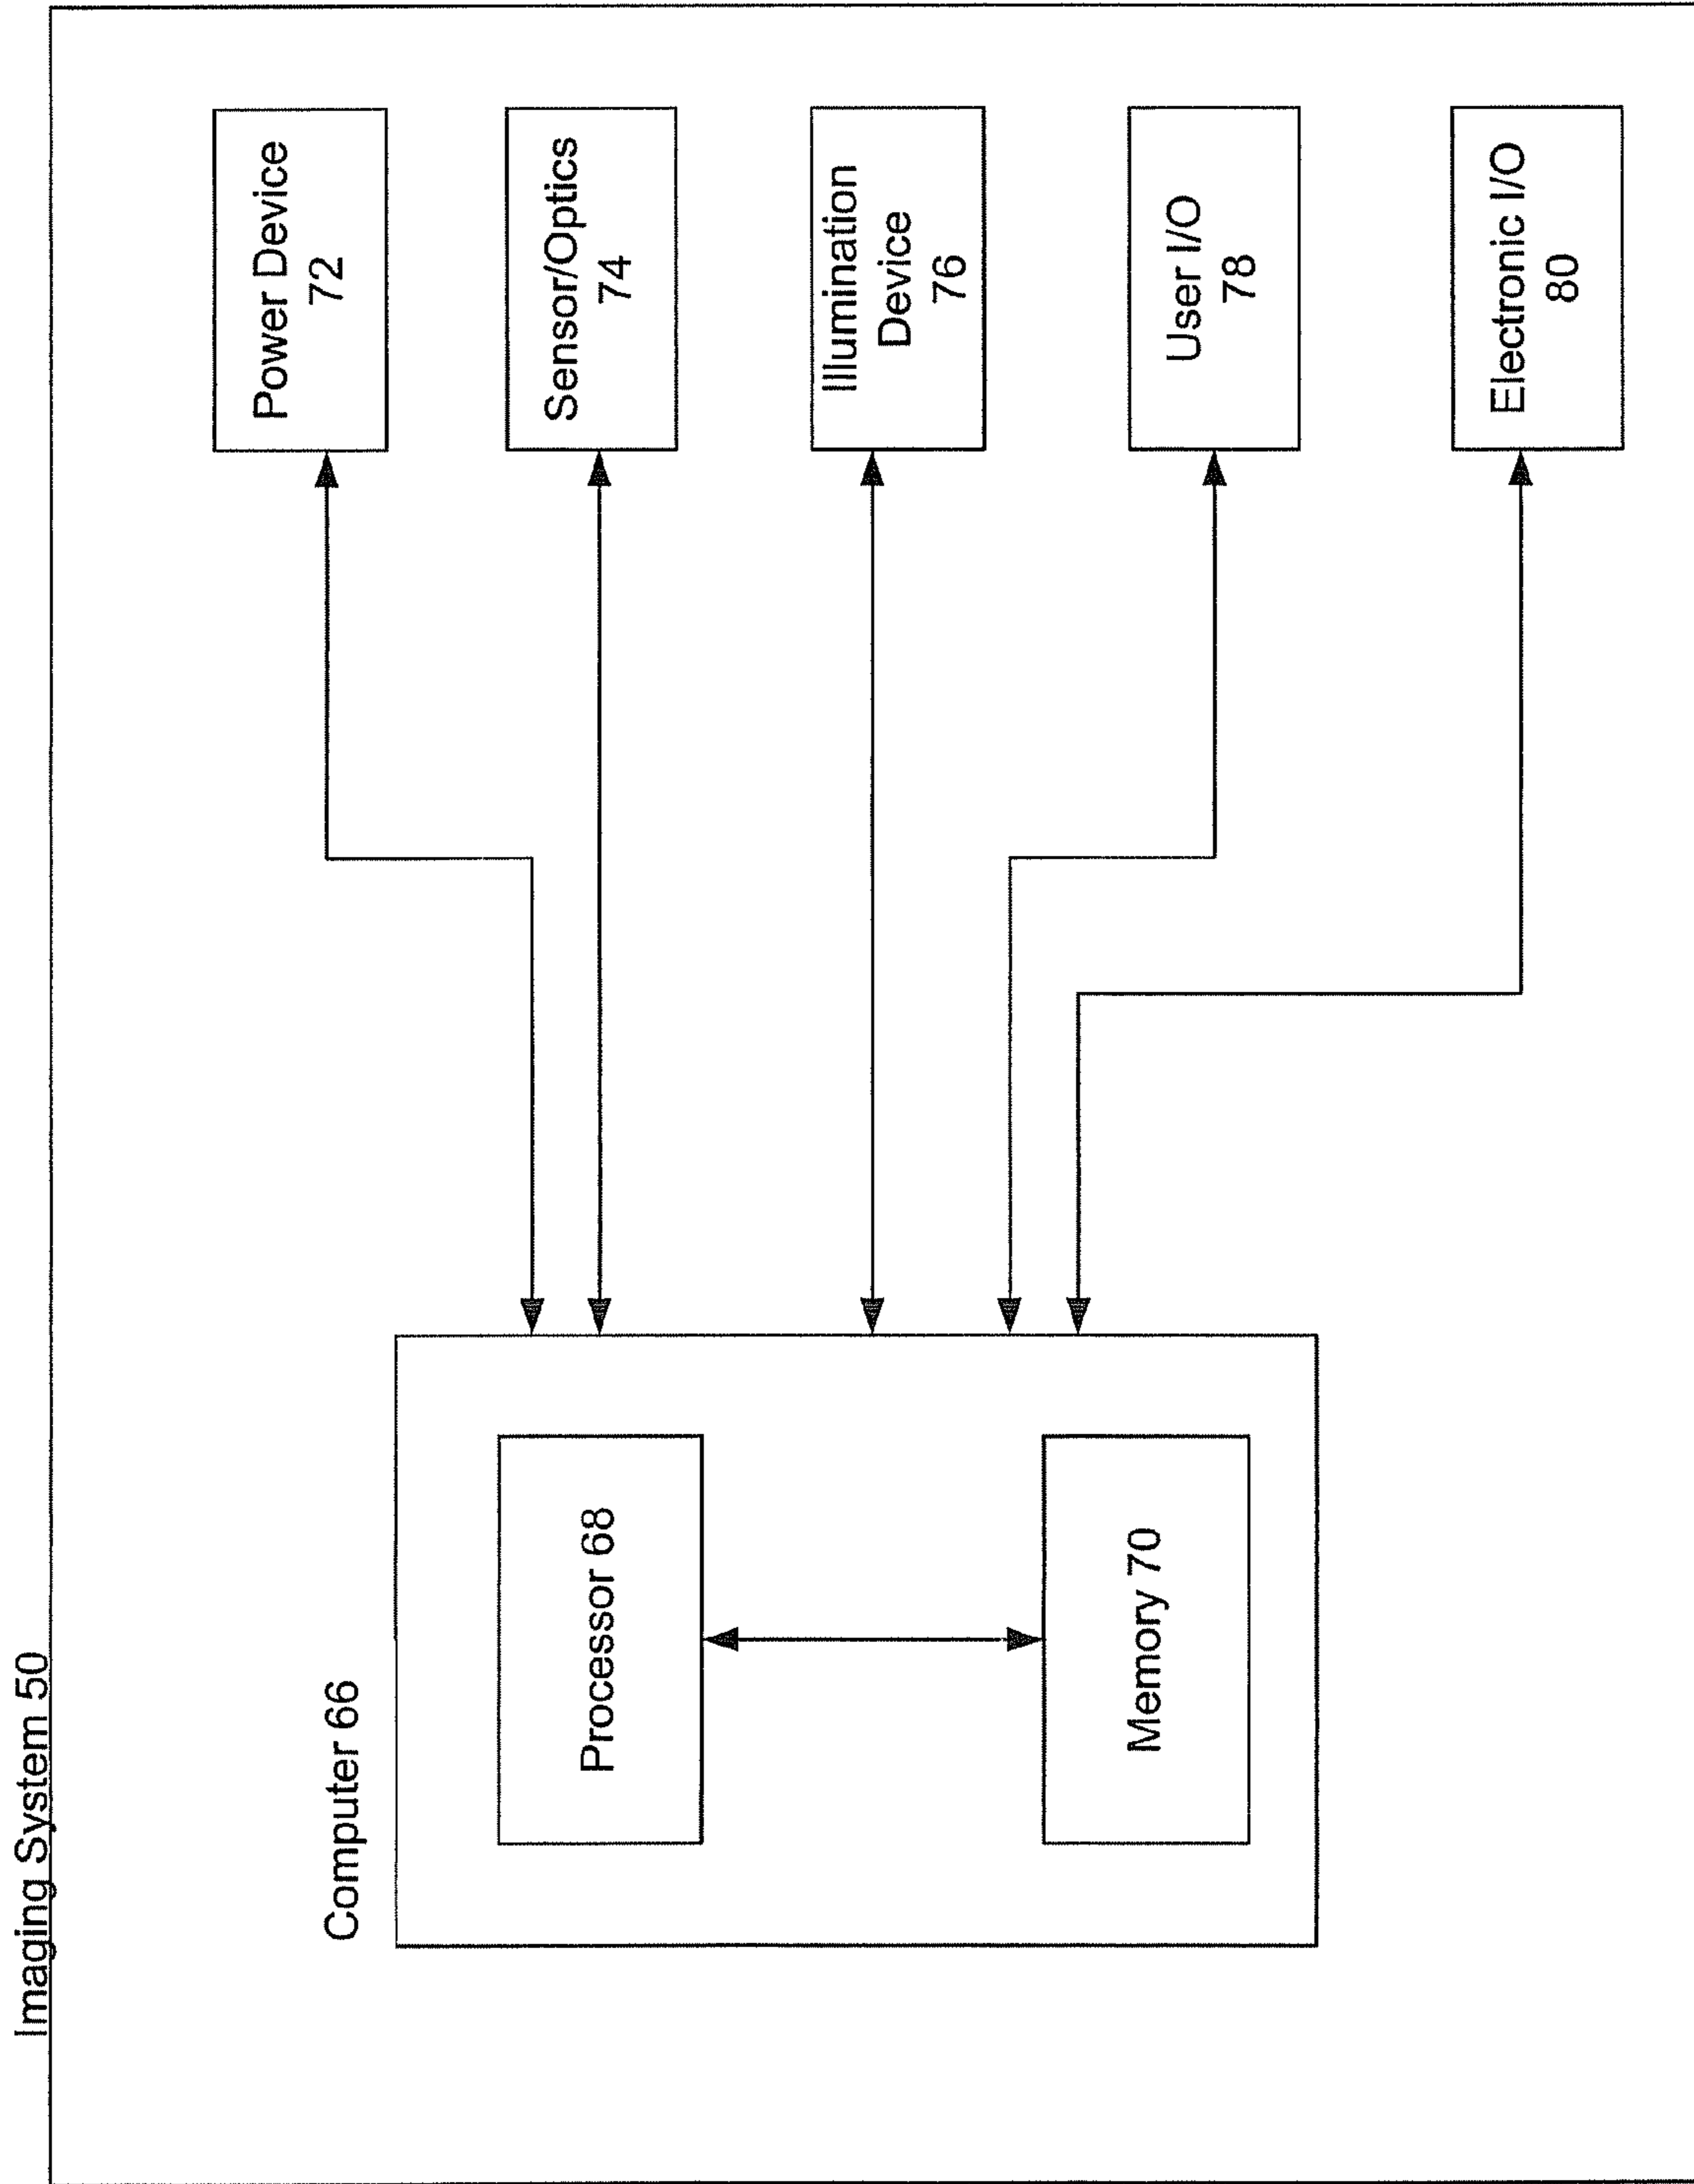 Imaging System 50
Computer 66
Processor 68
Memory 70
Power Device
72
Sensor/Optics
74
Illumination
Device
76
User I/O
78
Electronic I/O
80